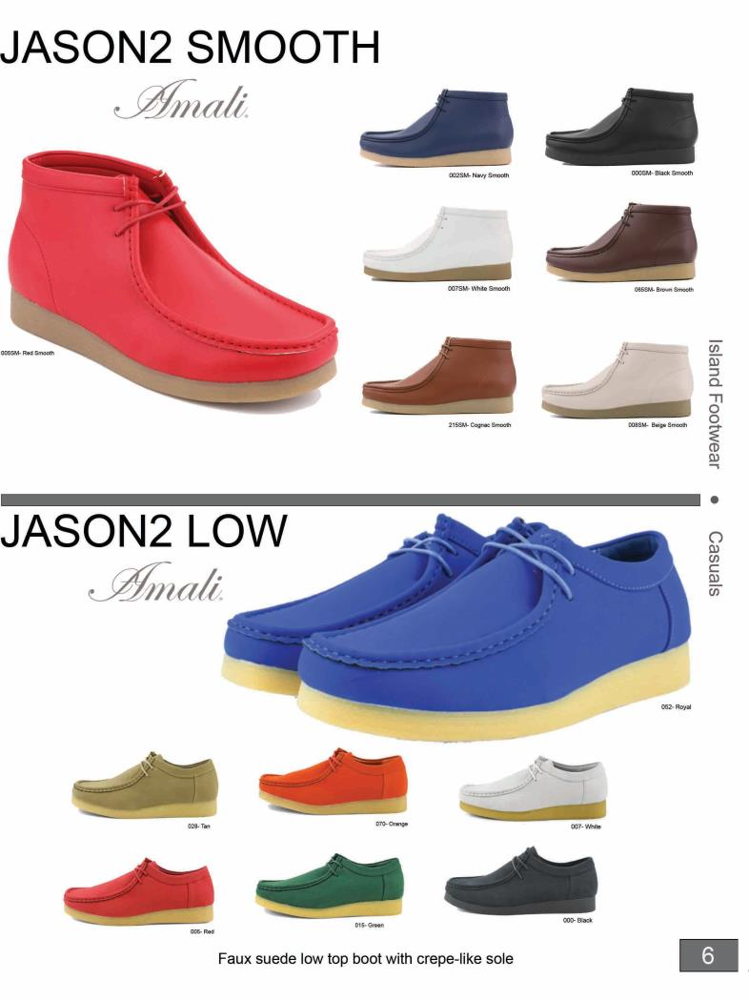 JASON2 SMOOTH
Amali.
002SM- Navy Smooth
000SM- Black Smooth
007SM- White Smooth
065SM- Brown Smooth
005SM- Red Smooth
215SM- Cognac Smooth
008SM- Beige Smooth
Island Footwear • Casuals
JASON2 LOW
Amali.
052- Royal
028- Tan
070- Orange
007- White
005- Red
015- Green
000- Black
Faux suede low top boot with crepe-like sole
6